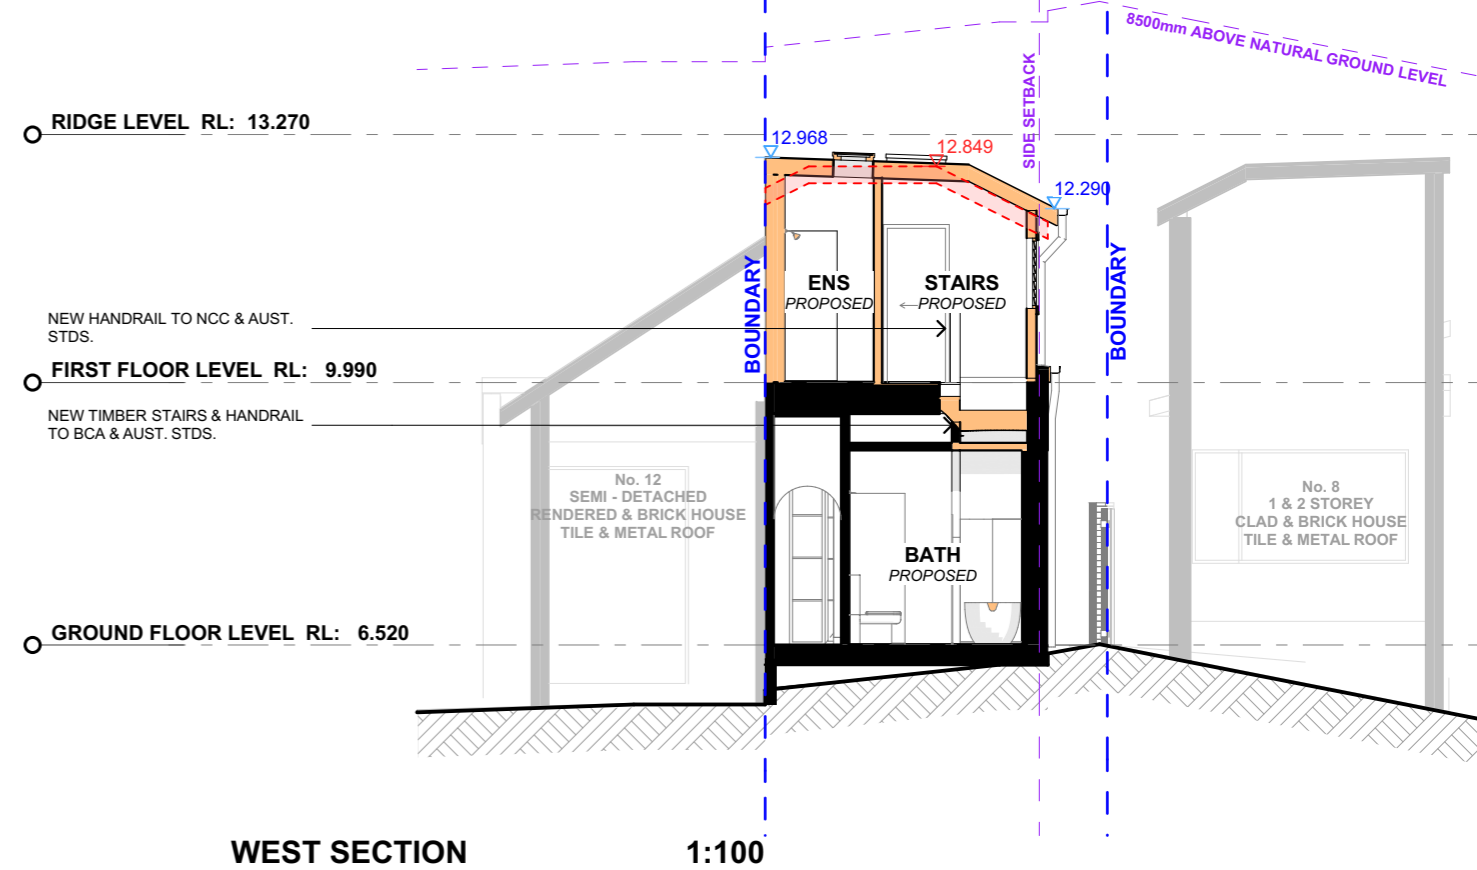 8500mm ABOVE NATURAL GROUND LEVEL
SIDE SETBACK
RIDGE LEVEL RL: 13.270
12.968
12.849
12.290
BOUNDARY
BOUNDARY
ENS
PROPOSED
STAIRS
PROPOSED
NEW HANDRAIL TO NCC & AUST.
STDS.
FIRST FLOOR LEVEL RL: 9.990
NEW TIMBER STAIRS & HANDRAIL
TO BCA & AUST. STDS.
No. 12
SEMI - DETACHED
RENDERED & BRICK HOUSE
TILE & METAL ROOF
No. 8
1 & 2 STOREY
CLAD & BRICK HOUSE
TILE & METAL ROOF
BATH
PROPOSED
GROUND FLOOR LEVEL RL: 6.520
WEST SECTION 1:100